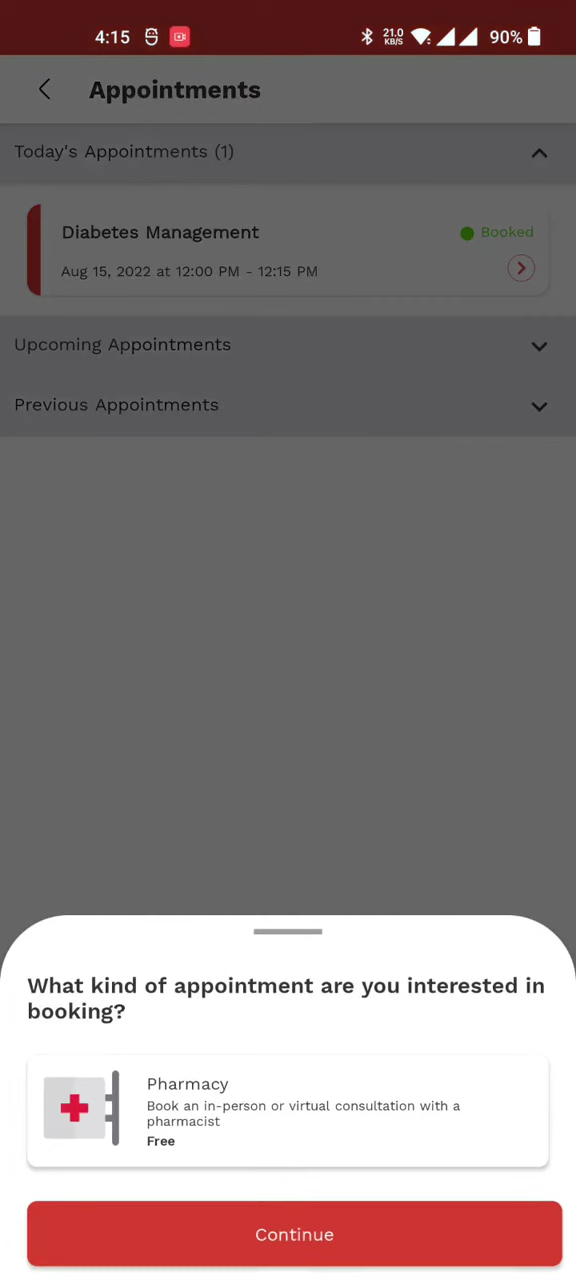 4:15 21.0 KB/S 90%
Appointments
Today's Appointments (1)
Diabetes Management Booked
Aug 15, 2022 at 12:00 PM - 12:15 PM
Upcoming Appointments
Previous Appointments
What kind of appointment are you interested in
booking?
Pharmacy
Book an in-person or virtual consultation with a
pharmacist
Free
Continue